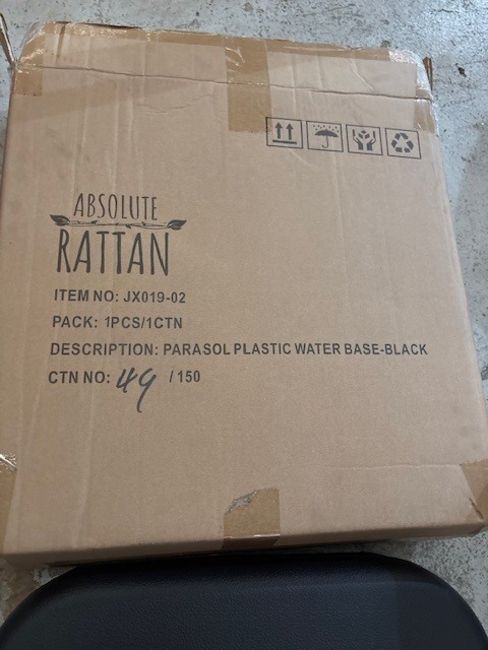 ABSOLUTE
RATTAN
ITEM NO: JX019-02
PACK: 1PCS/1CTN
DESCRIPTION: PARASOL PLASTIC WATER BASE-BLACK
CTN NO: 49 /150